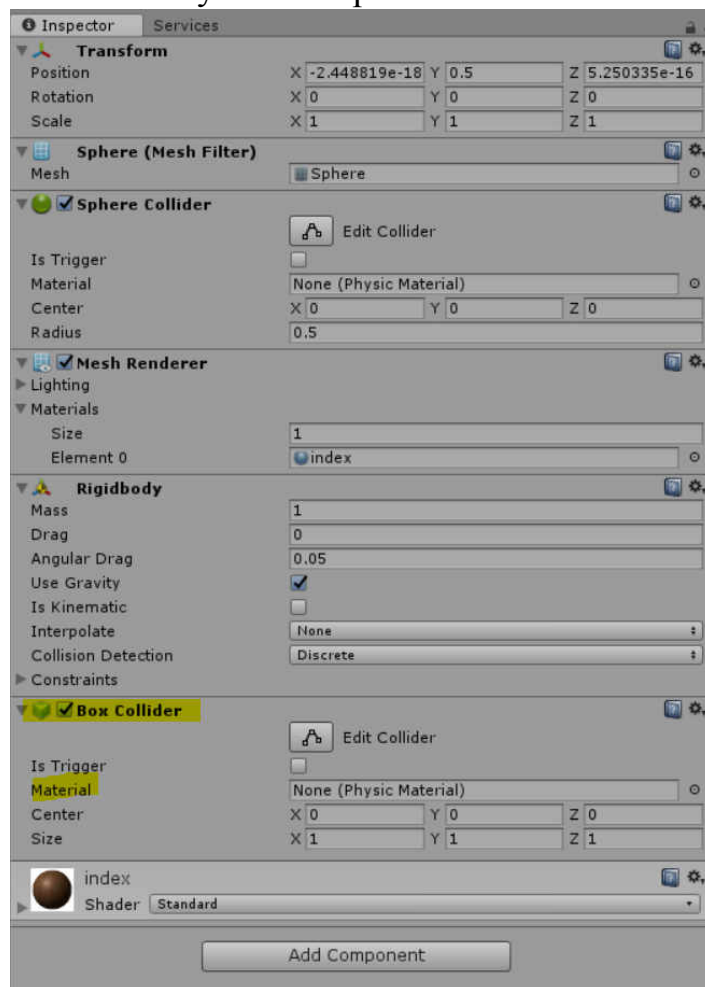 Inspector Services
Transform
Position X -2.448819e-18 Y 0.5 Z 5.250335e-16
Rotation X 0 Y 0 Z 0
Scale X 1 Y 1 Z 1
Sphere (Mesh Filter)
Mesh Sphere
Sphere Collider
Edit Collider
Is Trigger
Material None (Physic Material)
Center X 0 Y 0 Z 0
Radius 0.5
Mesh Renderer
Lighting
Materials
Size 1
Element 0 index
Rigidbody
Mass 1
Drag 0
Angular Drag 0.05
Use Gravity
Is Kinematic
Interpolate None
Collision Detection Discrete
Constraints
Box Collider
Edit Collider
Is Trigger
Material None (Physic Material)
Center X 0 Y 0 Z 0
Size X 1 Y 1 Z 1
index
Shader Standard
Add Component